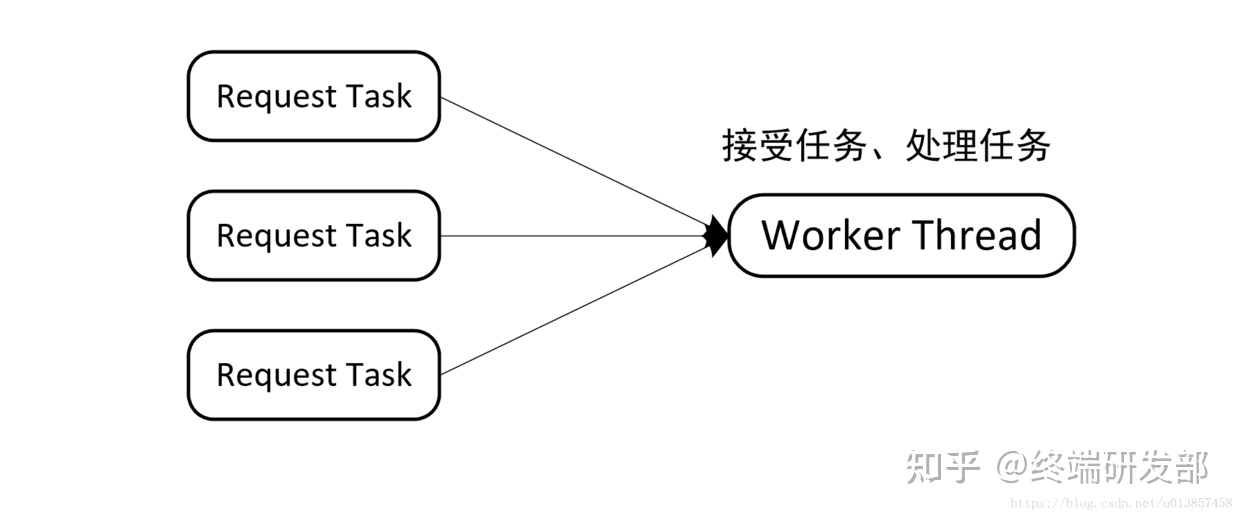 Request Task
接受任务、处理任务
Request Task
Worker Thread
Request Task
知乎 @终端研发部
https://blog.csdn.net/u013857458